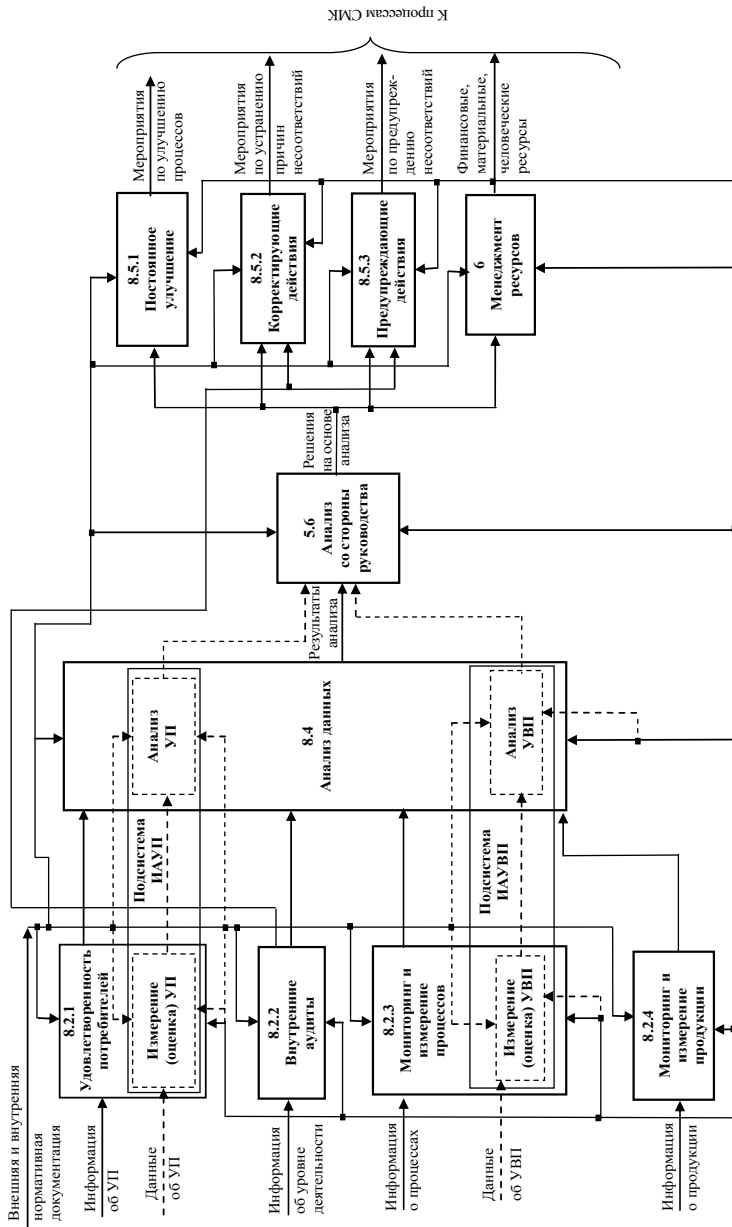 Внешняя и внутренняя
нормативная
документация
Информация
об УП
Данные
об УП
Информация
об уровне
деятельности
Информация
о процессах
Данные
об УВП
Информация
о продукции
8.2.1
Удовлетворенность
потребителей
Измерение
(оценка) УП
8.2.2
Внутренние
аудиты
8.2.3
Мониторинг и
измерение
процессов
Измерение
(оценка) УВП
8.2.4
Мониторинг и
измерение
продукции
Подсистема
ИАУП
Подсистема
ИАУВП
Анализ
УП
8.4
Анализ данных
Анализ
УВП
Результаты
анализа
5.6
Анализ
со стороны
руководства
Решения
на основе
анализа
8.5.1
Постоянное
улучшение
8.5.2
Корректирующие
действия
8.5.3
Предупреждающие
действия
6
Менеджмент
ресурсов
Мероприятия
по улучшению
процессов
Мероприятия
по устранению
причин
несоответствий
Мероприятия
по предупреж-
дению
несоответствий
Финансовые,
материальные,
человеческие
ресурсы
К процессам СМК